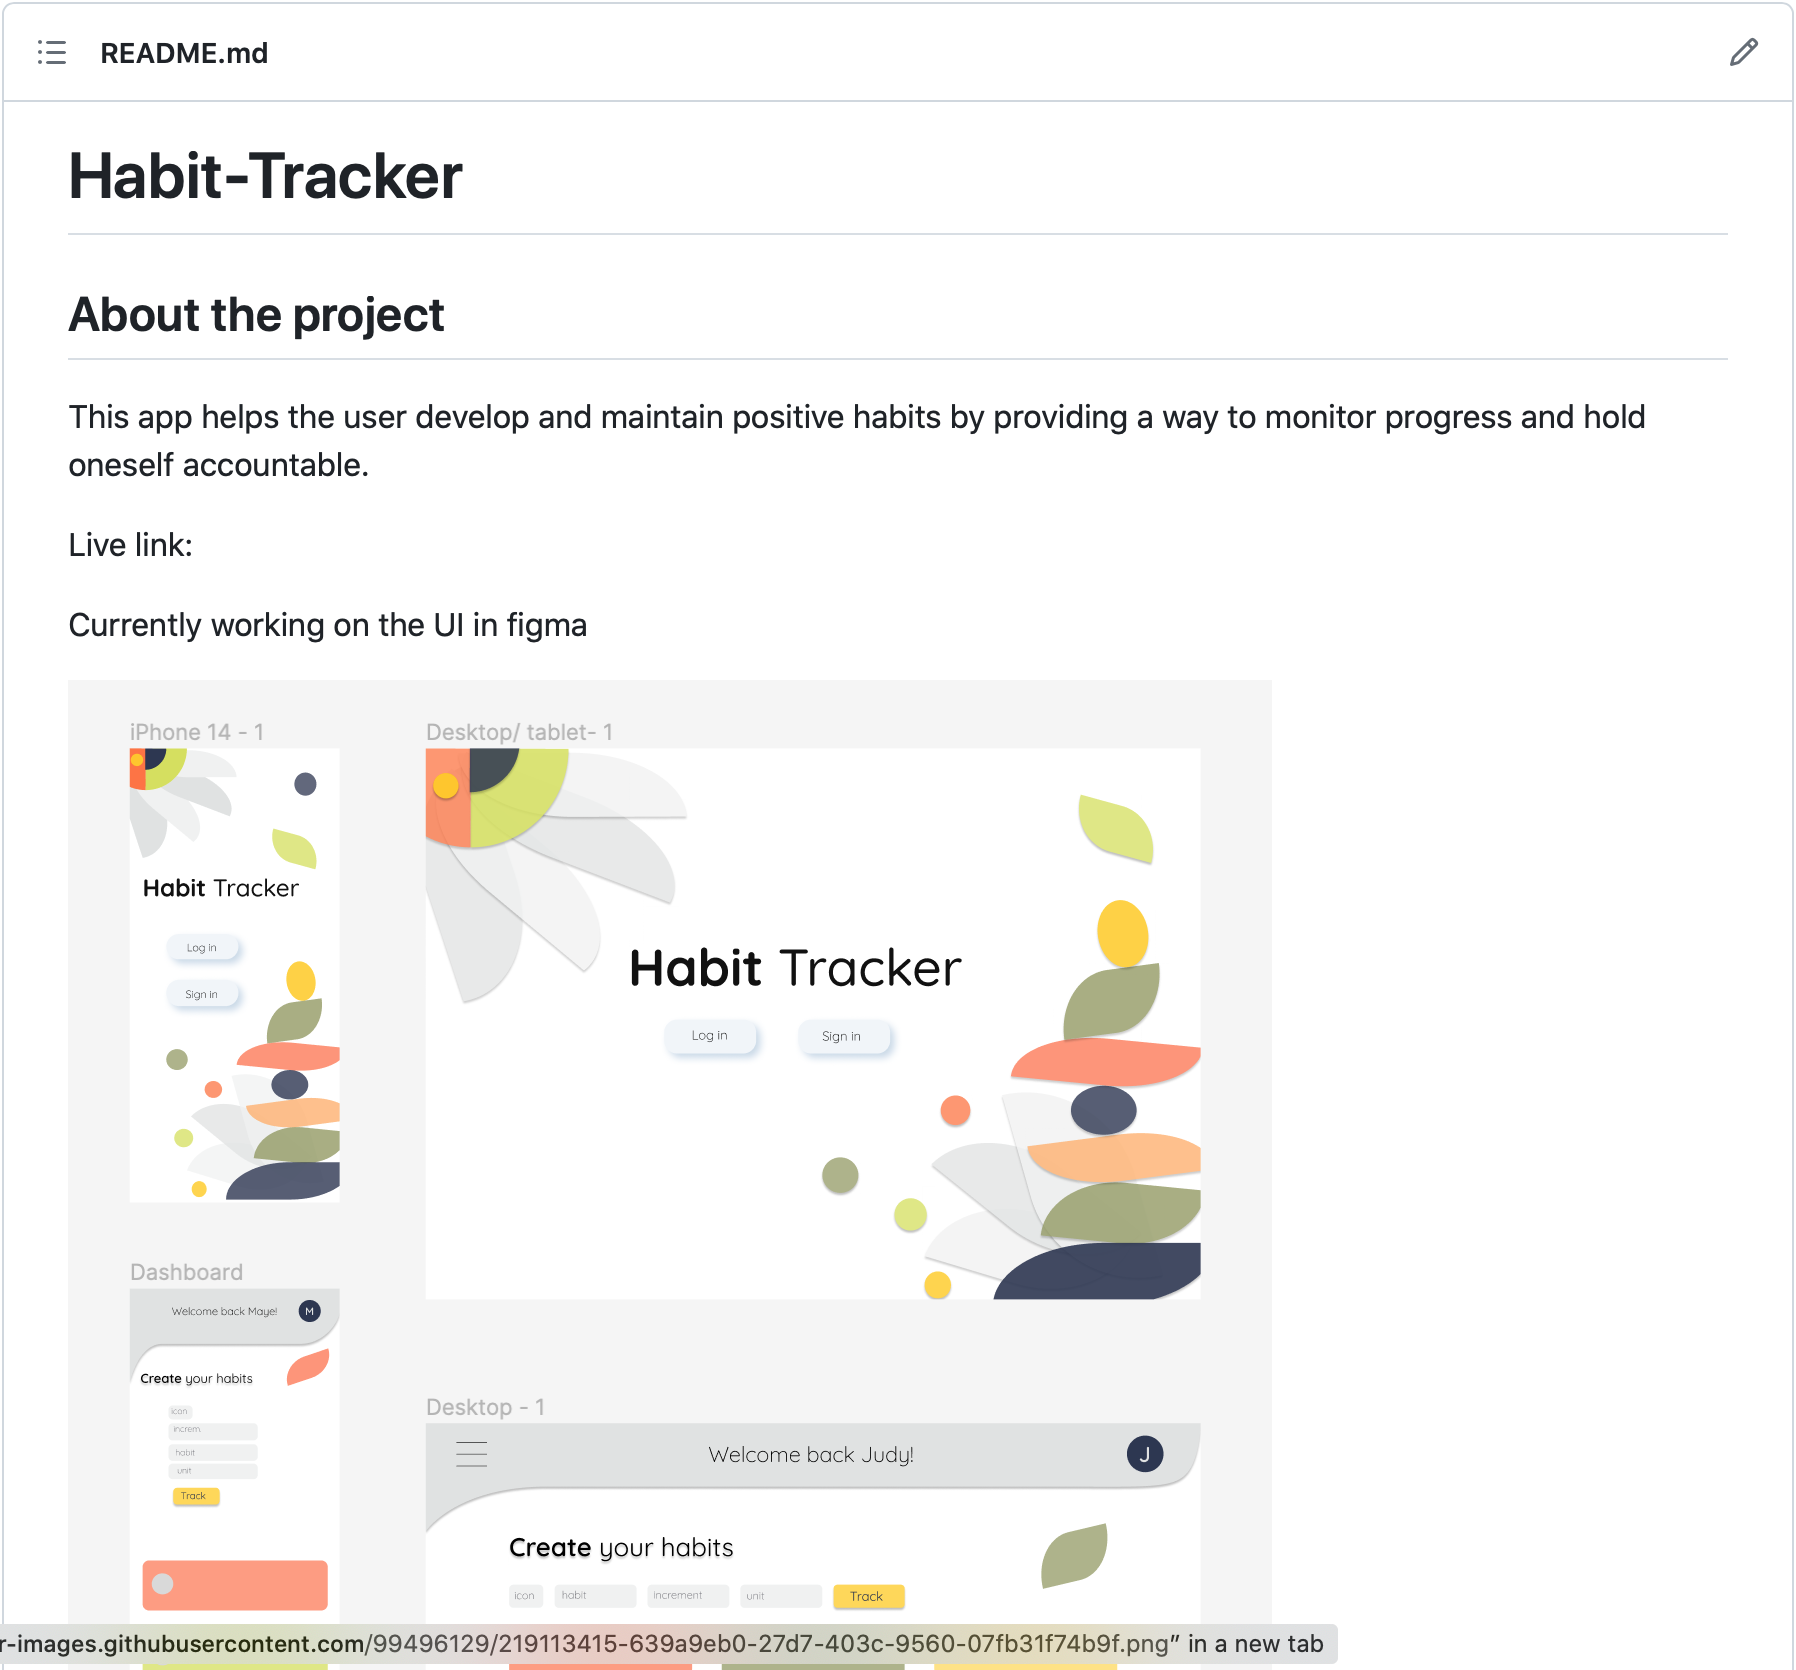 README.md
Habit-Tracker
About the project
This app helps the user develop and maintain positive habits by providing a way to monitor progress and hold
oneself accountable.
Live link:
Currently working on the UI in figma
iPhone 14 - 1
Habit Tracker
Log in
Sign in
Desktop/ tablet- 1
Habit Tracker
Log in
Sign in
Dashboard
Welcome back Maye!
M
Create your habits
icon
increm.
habit
unit
Track
Desktop - 1
Welcome back Judy!
J
Create your habits
icon
habit
increment
unit
Track
r-images.githubusercontent.com/99496129/219113415-639a9eb0-27d7-403c-9560-07fb31f74b9f.png” in a new tab